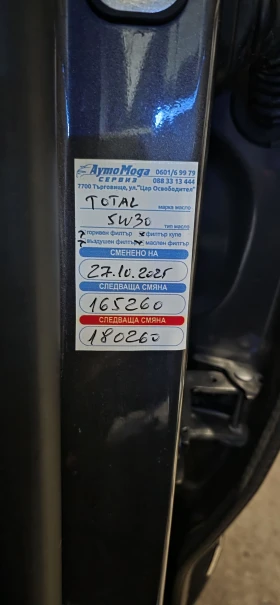 АутоМода
СЕРВИЗ
0601/6 99 79
088 33 13 444
7700 Търговище, ул."Цар Освободител"
TOTAL
марка масло
5W30
тип масло
горивен филтър филтър купе
въздушен филтър маслен филтър
СМЕНЕНО НА
27.10.2025
СЛЕДВАЩА СМЯНА
165260
СЛЕДВАЩА СМЯНА
180260